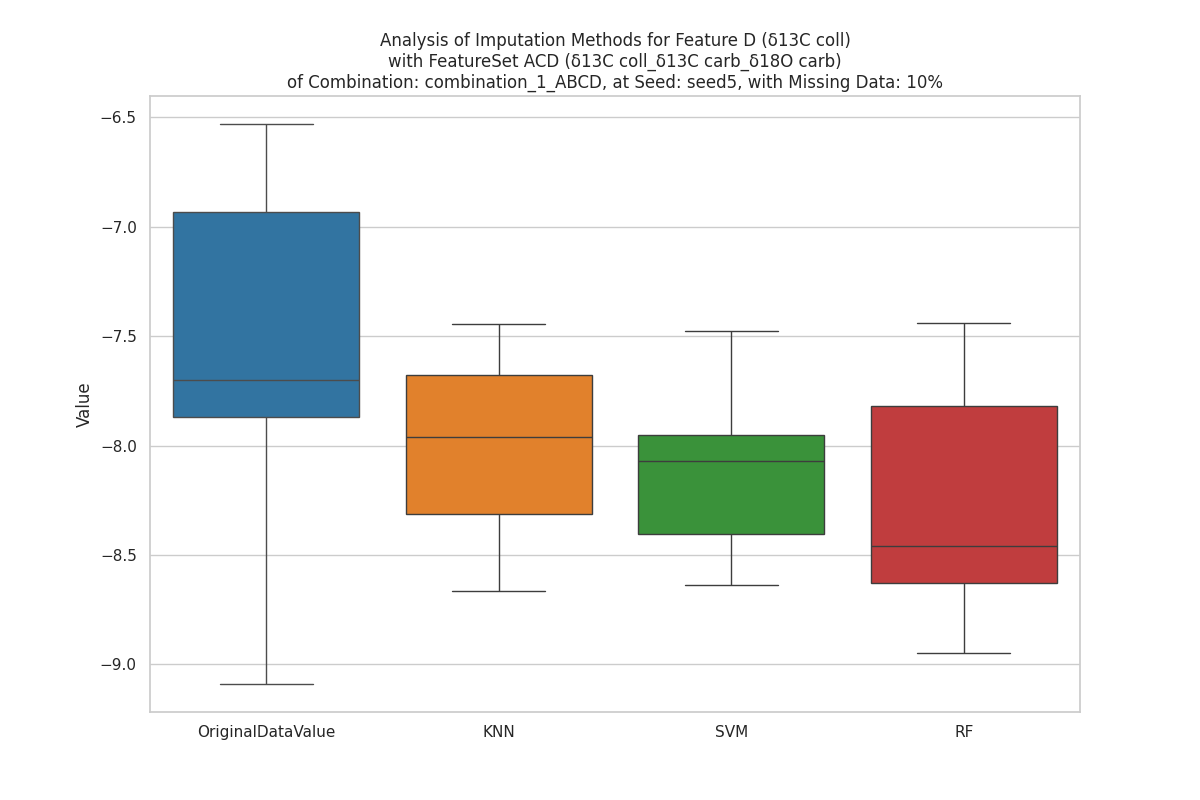 Analysis of Imputation Methods for Feature D (δ13C coll)
with FeatureSet ACD (δ13C coll_δ13C carb_δ18O carb)
of Combination: combination_1_ABCD, at Seed: seed5, with Missing Data: 10%
Value
−6.5
−7.0
−7.5
−8.0
−8.5
−9.0
OriginalDataValue
KNN
SVM
RF